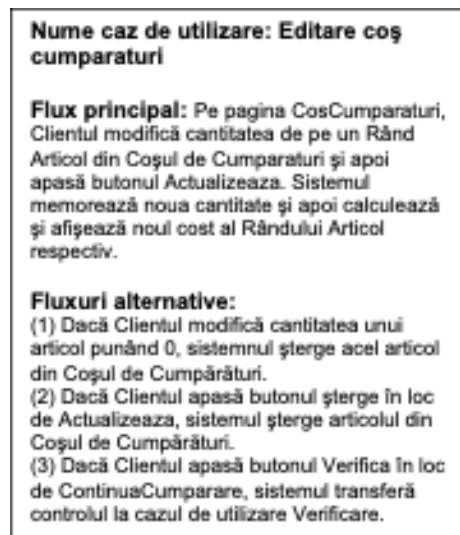 Nume caz de utilizare: Editare coş
cumparaturi
Flux principal: Pe pagina CosCumparaturi,
Clientul modifică cantitatea de pe un Rând
Articol din Coşul de Cumparaturi şi apoi
apasă butonul Actualizeaza. Sistemul
memorează noua cantitate şi apoi calculează
şi afişează noul cost al Rândului Articol
respectiv.
Fluxuri alternative:
(1) Dacă Clientul modifică cantitatea unui
articol punând 0, sistemnul şterge acel articol
din Coşul de Cumpărături.
(2) Dacă Clientul apasă butonul şterge în loc
de Actualizeaza, sistemul şterge articolul din
Coşul de Cumpărături.
(3) Dacă Clientul apasă butonul Verifica în loc
de ContinuaCumparare, sistemul transferă
controlul la cazul de utilizare Verificare.